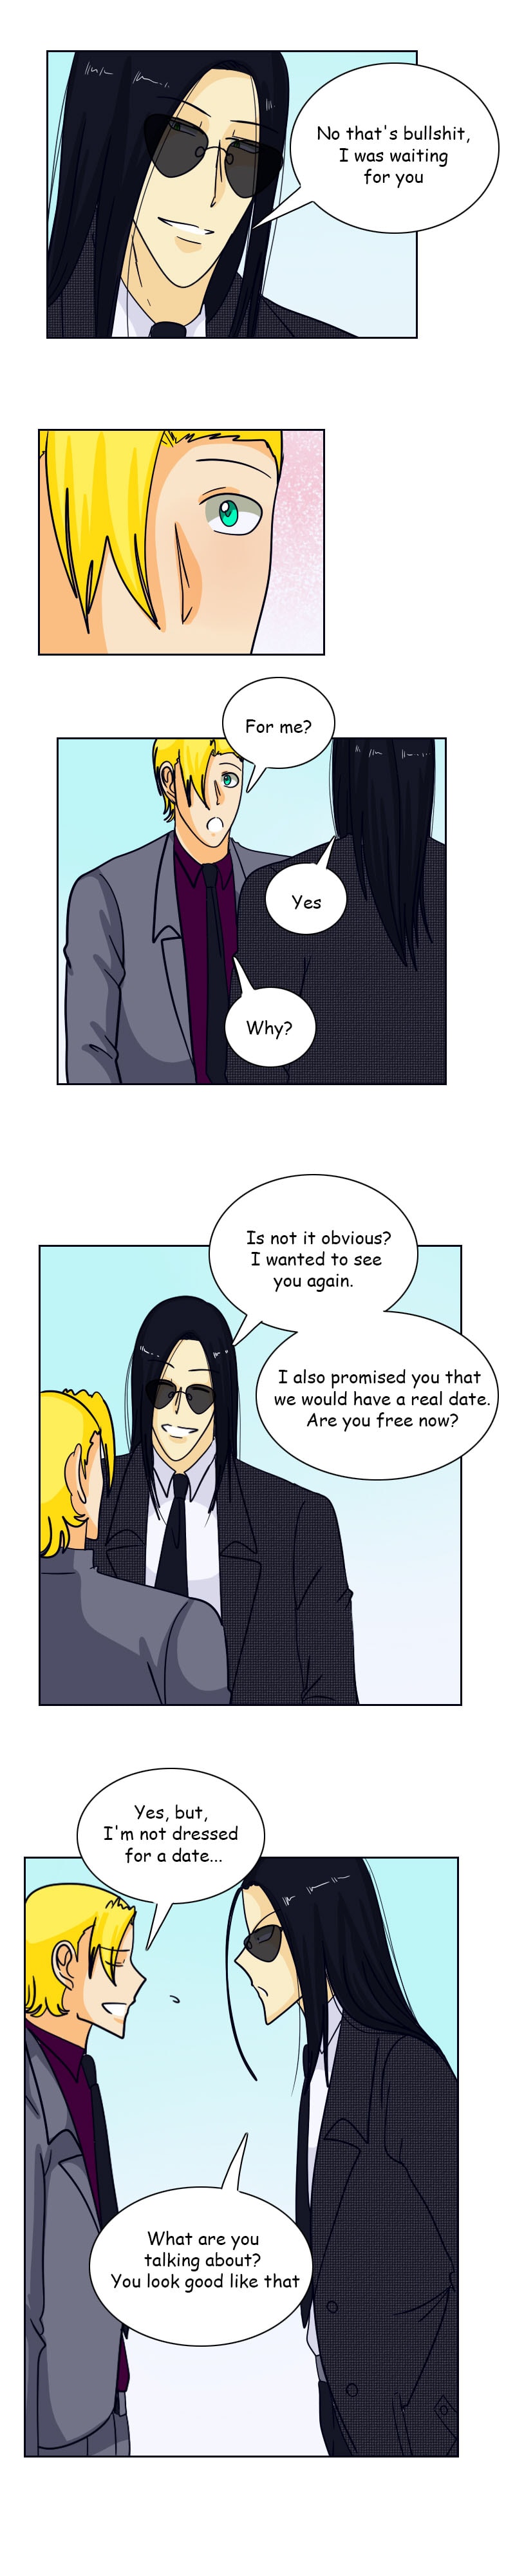 No that's bullshit,
I was waiting
for you
For me?
Yes
Why?
Is not it obvious?
I wanted to see
you again.
I also promised you that
we would have a real date.
Are you free now?
Yes, but,
I'm not dressed
for a date...
What are you
talking about?
You look good like that